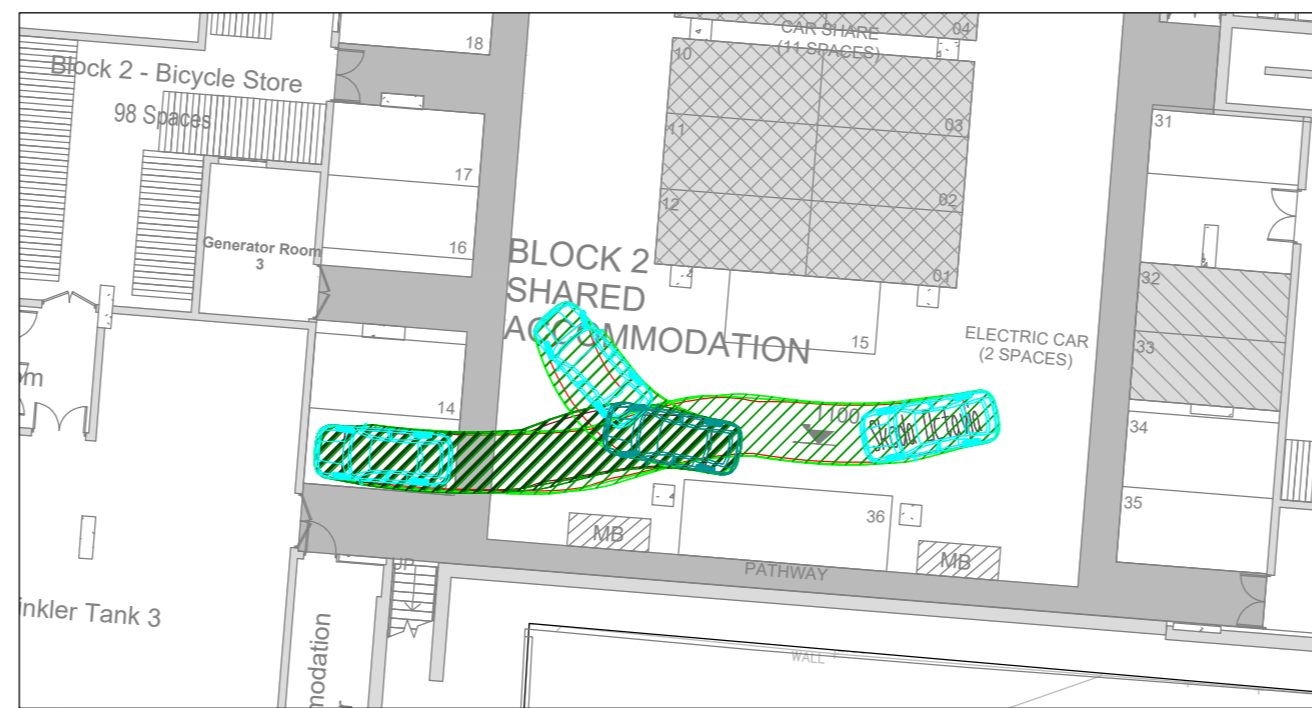 18
CAR SHARE
(11 SPACES)
04
10
Block 2 - Bicycle Store
98 Spaces
11
03
31
17
12
02
16
Generator Room
3
01
BLOCK 2
SHARED
ACCOMMODATION
32
33
15
ELECTRIC CAR
(2 SPACES)
14
1100
Skoda Octavia
34
35
36
MB
MB
PATHWAY
UP
inkler Tank 3
modation
WALL